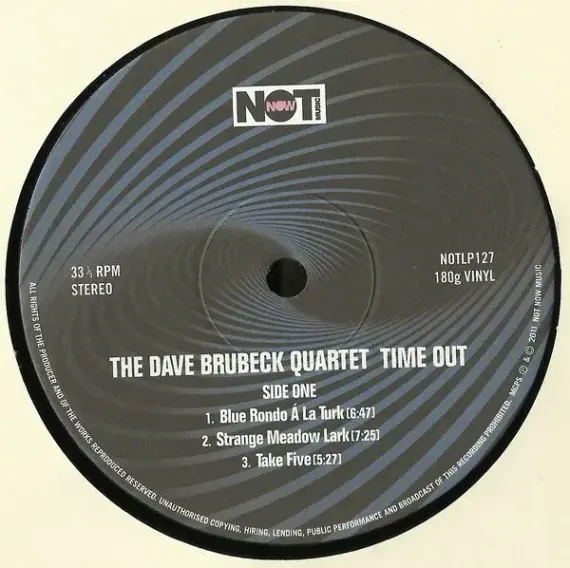 NOT NOW MUSIC
33⅓ RPM
STEREO
NOTLP127
180g VINYL
THE DAVE BRUBECK QUARTET TIME OUT
SIDE ONE
1. Blue Rondo Á La Turk (6:47)
2. Strange Meadow Lark (7:25)
3. Take Five (5:27)
ALL RIGHTS OF THE PRODUCER AND OF THE WORKS REPRODUCED RESERVED. UNAUTHORISED COPYING, HIRING, LENDING, PUBLIC PERFORMANCE AND BROADCAST OF THIS RECORDING PROHIBITED. MCPS ℗ & © 2011 NOT NOW MUSIC